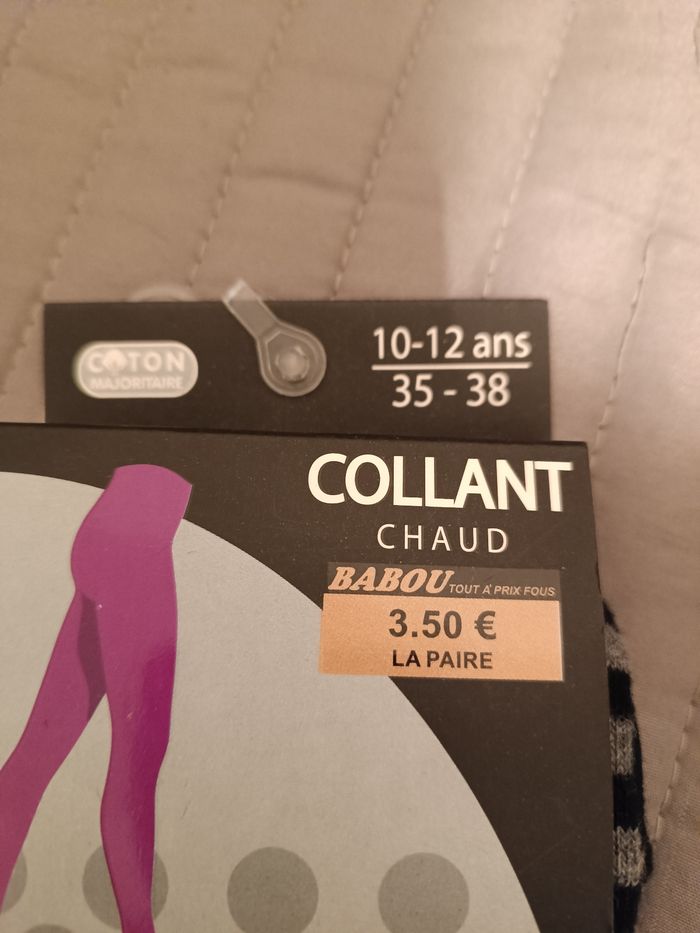 COTON
MAJORITAIRE
10-12 ans
35 - 38
COLLANT
CHAUD
BABOU TOUT A' PRIX FOUS
3.50 €
LA PAIRE